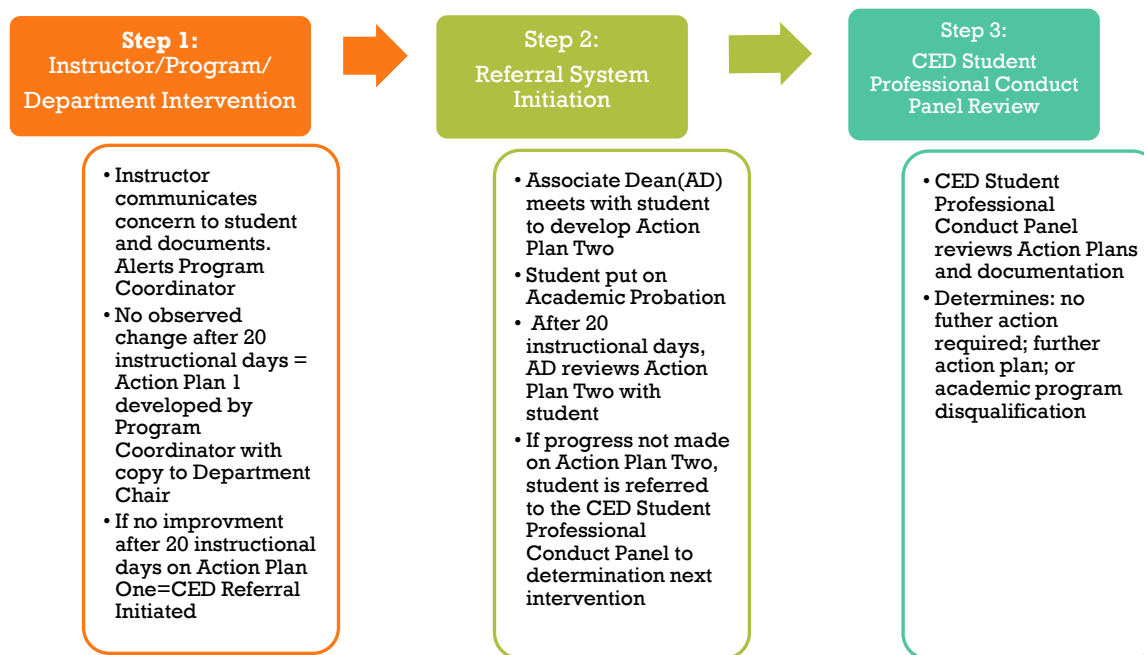 Step 1:
Instructor/Program/
Department Intervention
• Instructor
communicates
concern to student
and documents.
Alerts Program
Coordinator
• No observed
change after 20
instructional days =
Action Plan 1
developed by
Program
Coordinator with
copy to Department
Chair
• If no improvment
after 20 instructional
days on Action Plan
One=CED Referral
Initiated
Step 2:
Referral System
Initiation
• Associate Dean(AD)
meets with student
to develop Action
Plan Two
• Student put on
Academic Probation
• After 20
instructional days,
AD reviews Action
Plan Two with
student
• If progress not made
on Action Plan Two,
student is referred
to the CED Student
Professional
Conduct Panel to
determination next
intervention
Step 3:
CED Student
Professional Conduct
Panel Review
• CED Student
Professional
Conduct Panel
reviews Action Plans
and documentation
• Determines: no
futher action
required; further
action plan; or
academic program
disqualification